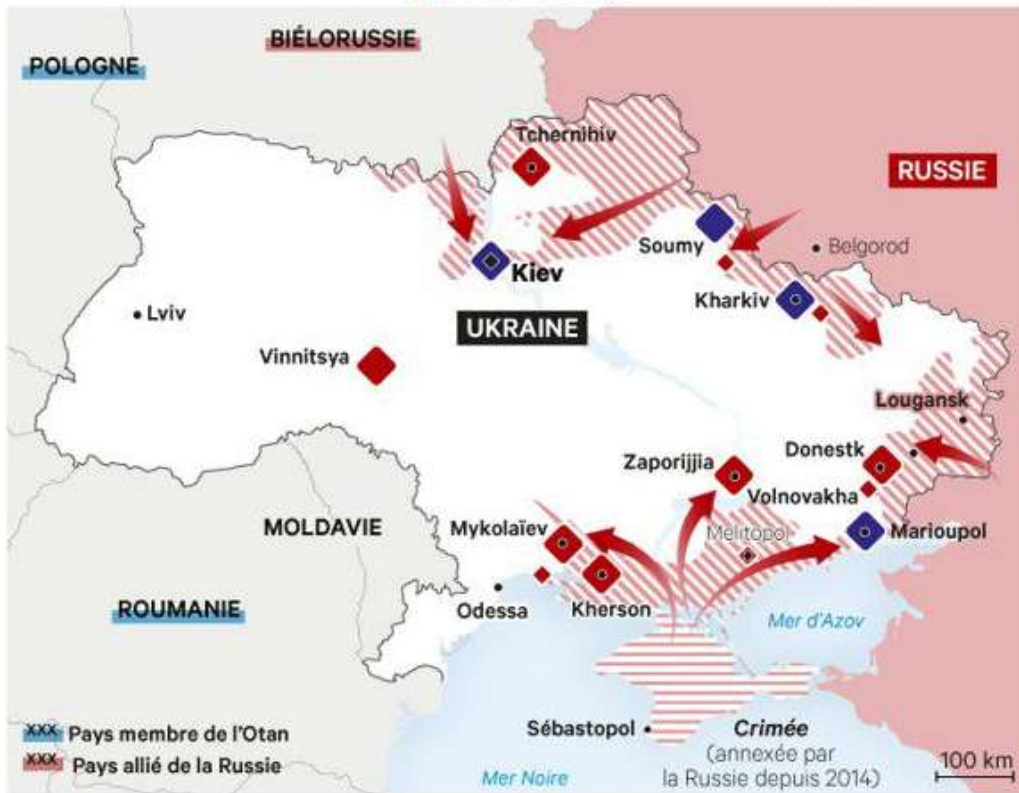 BIÉLORUSSIE
POLOGNE
Tchernihiv
RUSSIE
Soumy
Belgorod
Kiev
Kharkiv
Lviv
UKRAINE
Vinnitsya
Lougansk
Donestk
Zaporijjia
Volnovakha
MOLDAVIE
Mykolaïev
Melitopol
Marioupol
ROUMANIE
Odessa
Kherson
Mer d'Azov
XXX Pays membre de l'Otan
Sébastopol
Crimée
XXX Pays allié de la Russie
(annexée par
la Russie depuis 2014)
100 km
Mer Noire